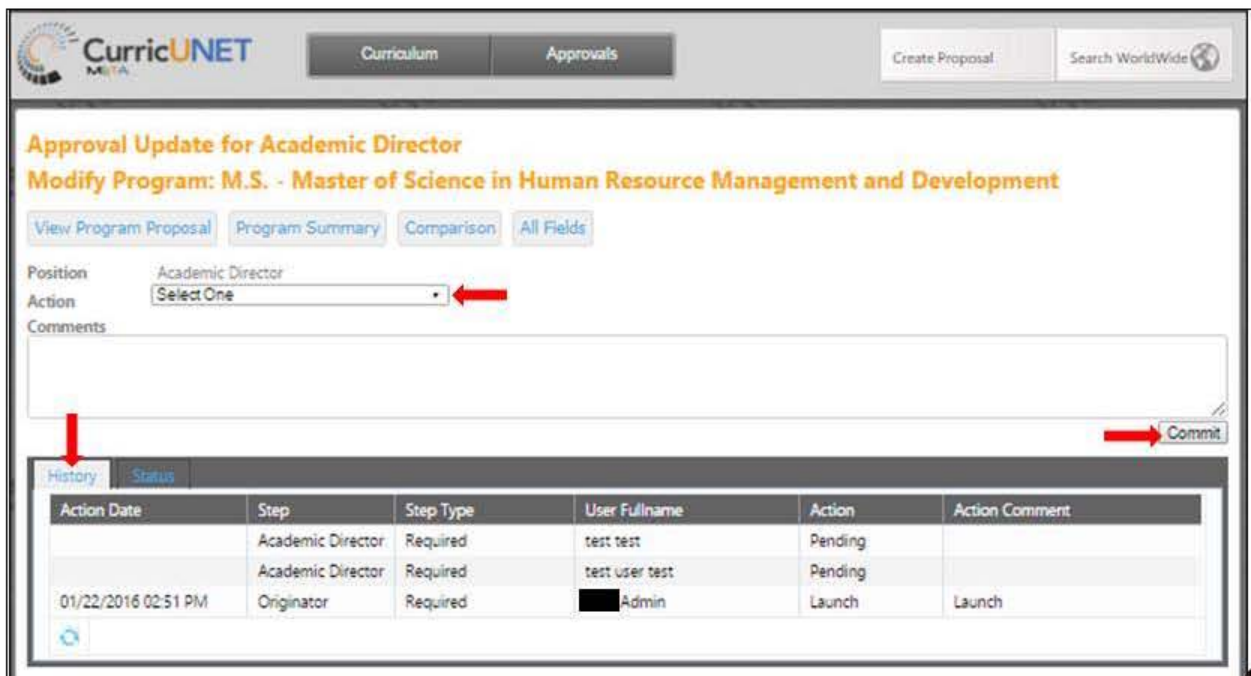 CurricUNET
META
Curriculum Approvals Create Proposal Search WorldWide
Approval Update for Academic Director
Modify Program: M.S. - Master of Science in Human Resource Management and Development
View Program Proposal Program Summary Comparison All Fields
Position Academic Director
Action Select One
Comments
Commit
History Status
Action Date Step Step Type User Fullname Action Action Comment
Academic Director Required test test Pending
Academic Director Required test user test Pending
01/22/2016 02:51 PM Originator Required Admin Launch Launch